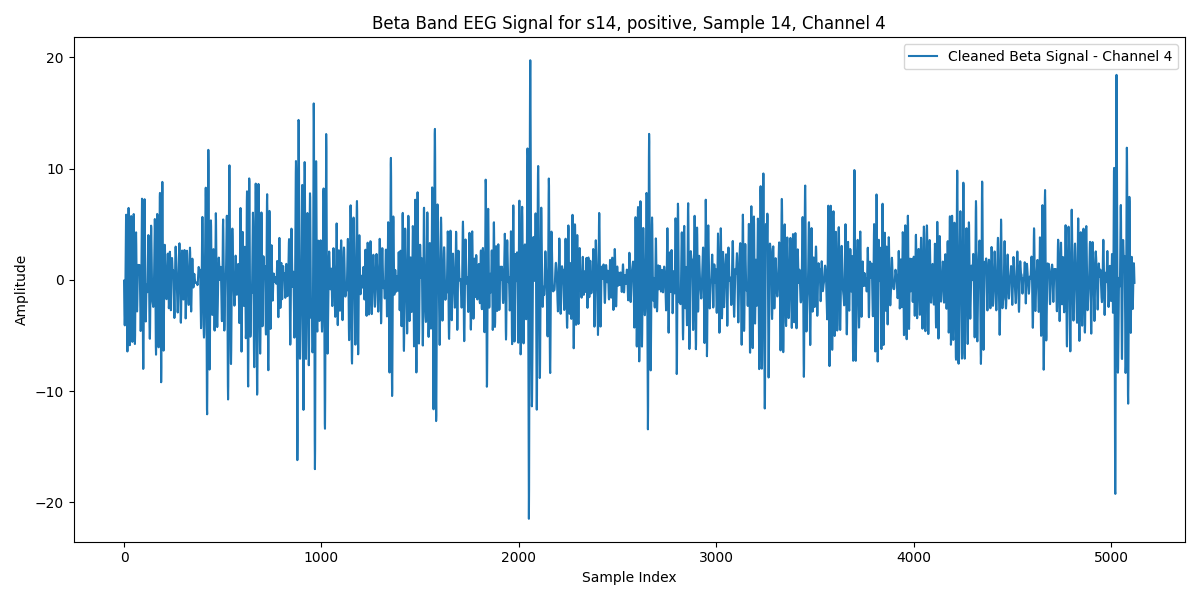 Beta Band EEG Signal for s14, positive, Sample 14, Channel 4
Cleaned Beta Signal - Channel 4
Amplitude
20
10
0
−10
−20
0
1000
2000
3000
4000
5000
Sample Index